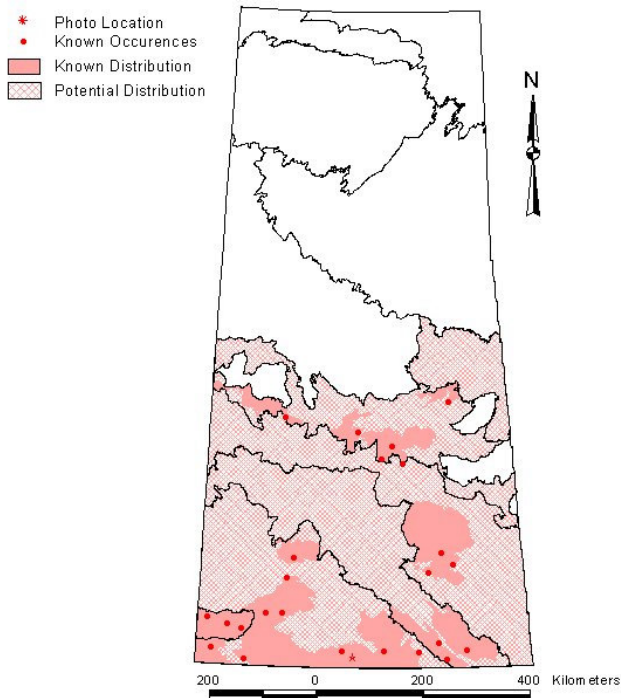 Photo Location
Known Occurences
Known Distribution
Potential Distribution
N
200 0 200 400 Kilometers